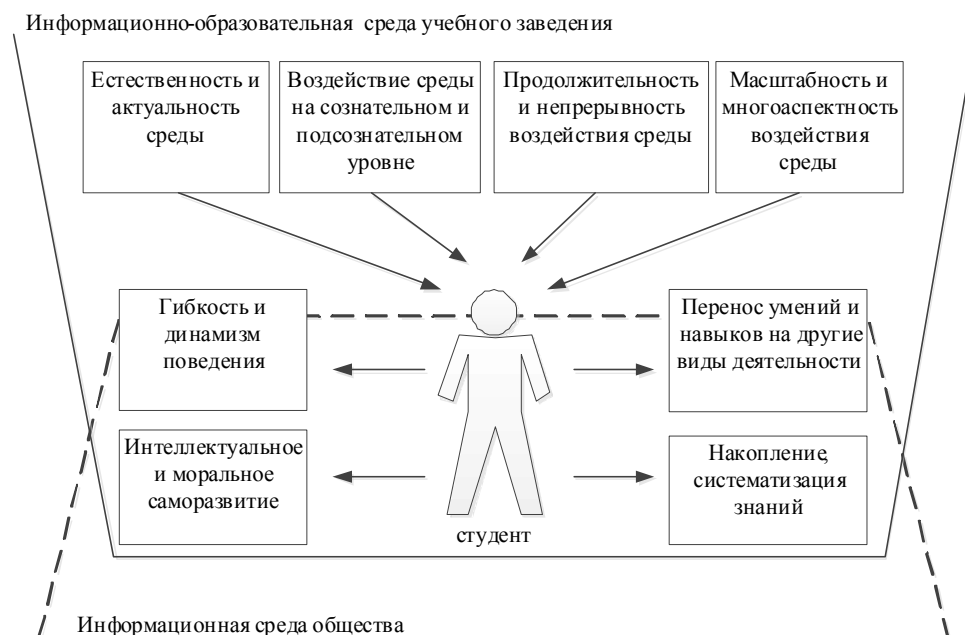 Информационно-образовательная среда учебного заведения
Естественность и
актуальность
среды
Воздействие среды
на сознательном и
подсознательном
уровне
Продолжительность
и непрерывность
воздействия среды
Масштабность и
многоаспектность
воздействия
среды
Гибкость и
динамизм
поведения
Перенос умений и
навыков на другие
виды деятельности
Интеллектуальное
и моральное
саморазвитие
Накопление,
систематизация
знаний
студент
Информационная среда общества